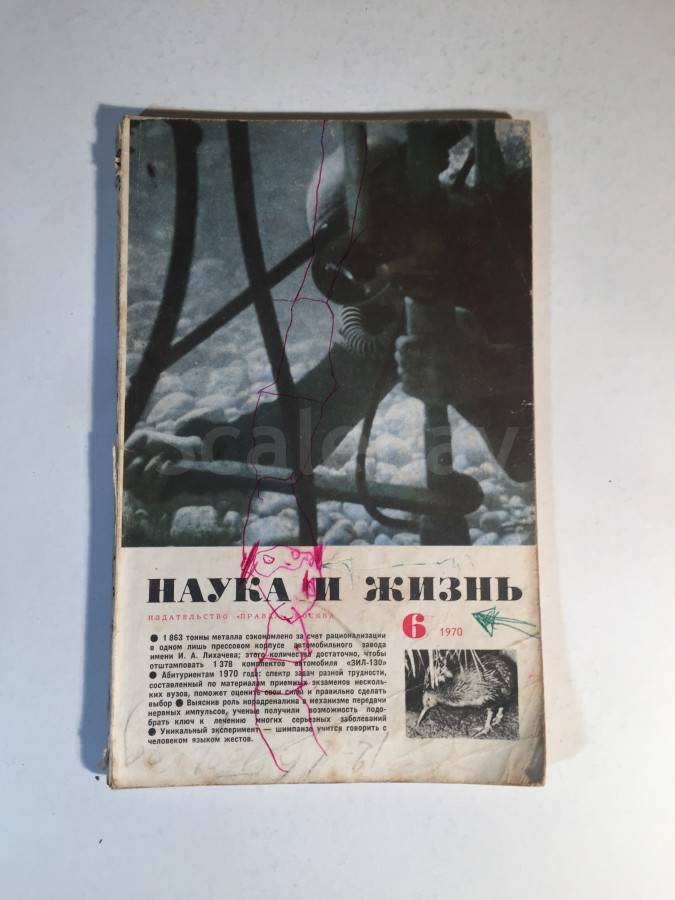 Scalebay
НАУКА И ЖИЗНЬ
ИЗДАТЕЛЬСТВО «ПРАВДА» МОСКВА
6 1970
● 1 863 тонны металла сэкономлено за счет рационализации
в одном лишь прессовом корпусе автомобильного завода
имени И. А. Лихачева; этого количества достаточно, чтобы
отштамповать 1 378 комплектов автомобиля «ЗИЛ-130»
● Абитуриентам 1970 года: спектр задач разной трудности,
составленный по материалам приемных экзаменов несколь-
ких вузов, поможет оценить свои силы и правильно сделать
выбор ● Выяснив роль норадреналина в механизме передачи
нервных импульсов, ученые получили возможность подо-
брать ключ к лечению многих серьезных заболеваний
● Уникальный эксперимент — шимпанзе учится говорить с
человеком языком жестов.